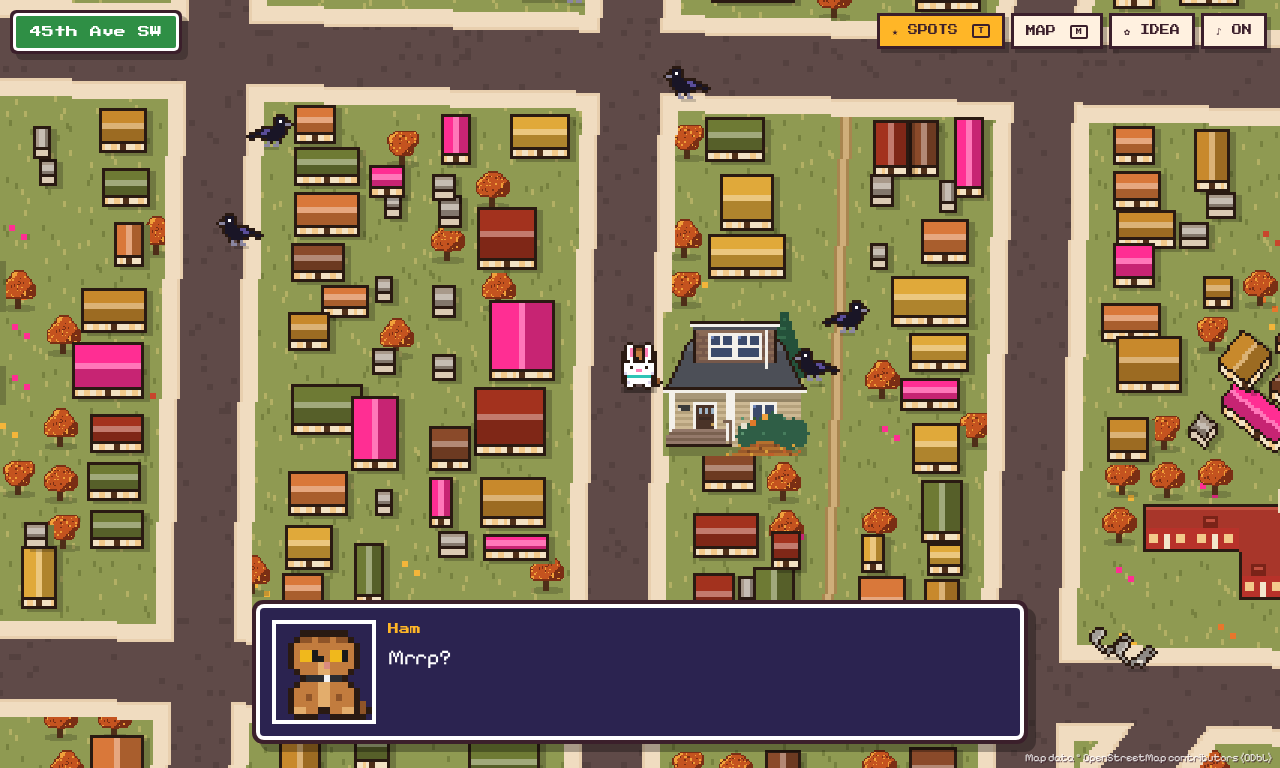 45th Ave SW
★ SPOTS T
MAP M
✿ IDEA
♪ ON
Ham
Mrrp?
Map data © OpenStreetMap contributors (ODbL)